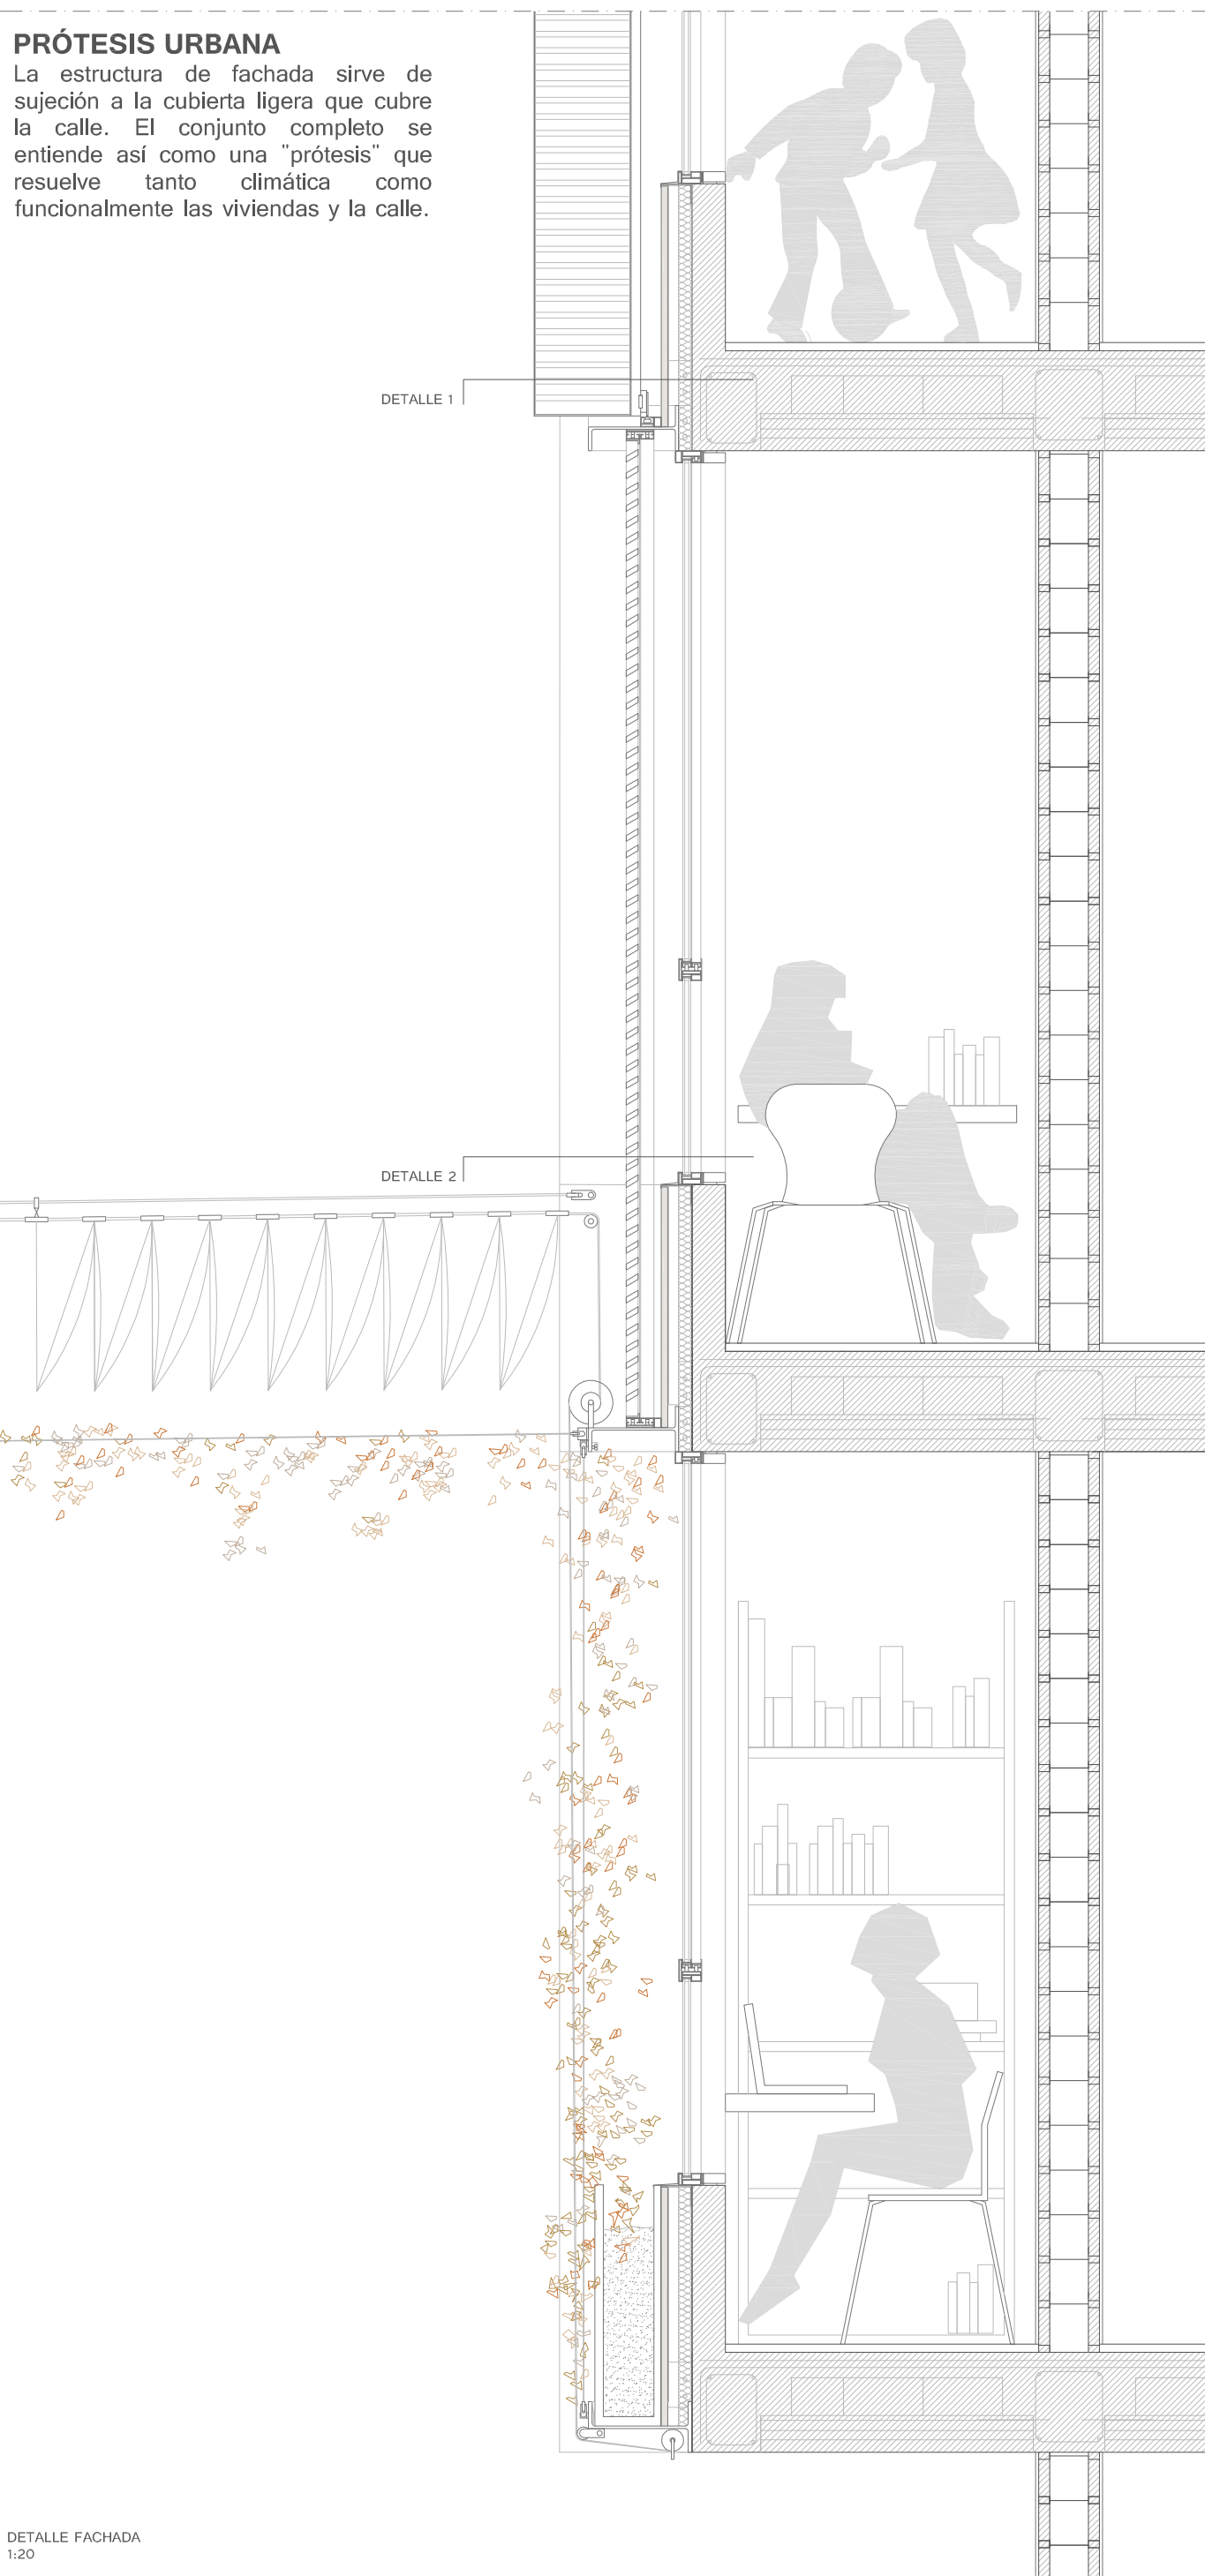 PRÓTESIS URBANA
La estructura de fachada sirve de
sujeción a la cubierta ligera que cubre
la calle. El conjunto completo se
entiende así como una "prótesis" que
resuelve tanto climática como
funcionalmente las viviendas y la calle.
DETALLE 1
DETALLE 2
DETALLE FACHADA
1:20